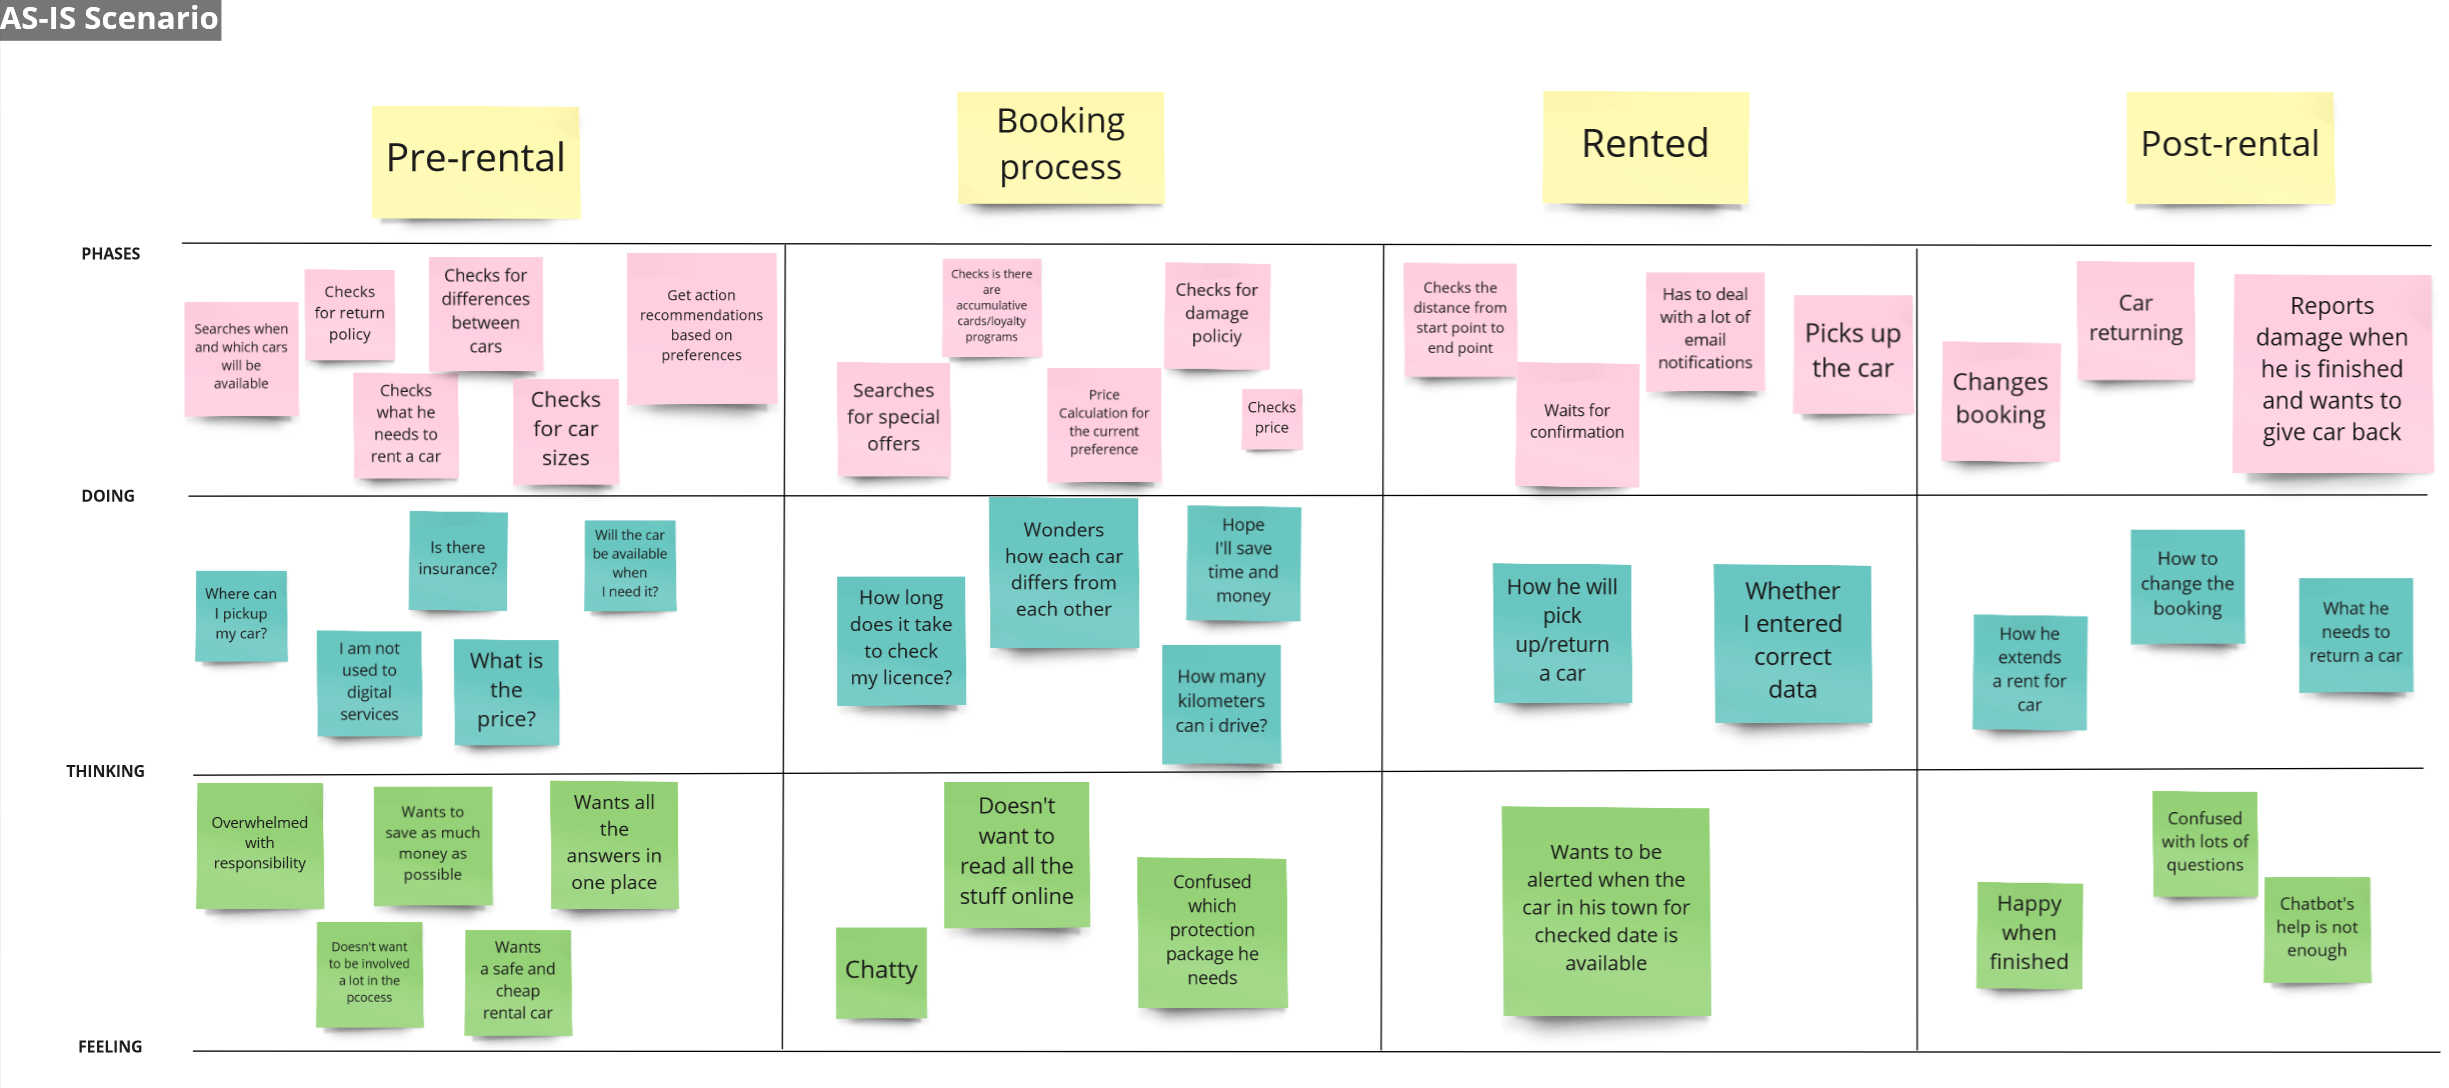 AS-IS Scenario
Pre-rental
Booking
process
Rented
Post-rental
PHASES
Searches when
and which cars
will be
available
Checks
for return
policy
Checks for
differences
between
cars
Checks
what he
needs to
rent a car
Checks
for car
sizes
Get action
recommendations
based on
preferences
Searches
for special
offers
Checks is there
are
accumulative
cards/loyalty
programs
Price
Calculation for
the current
preference
Checks for
damage
policiy
Checks
price
Checks the
distance from
start point to
end point
Waits for
confirmation
Has to deal
with a lot of
email
notifications
Picks up
the car
Changes
booking
Car
returning
Reports
damage when
he is finished
and wants to
give car back
DOING
Where can
I pickup
my car?
Is there
insurance?
Will the car
be available
when
I need it?
I am not
used to
digital
services
What is
the
price?
How long
does it take
to check
my licence?
Wonders
how each car
differs from
each other
Hope
I'll save
time and
money
How many
kilometers
can i drive?
How he will
pick
up/return
a car
Whether
I entered
correct
data
How he
extends
a rent for
car
How to
change the
booking
What he
needs to
return a car
THINKING
Overwhelmed
with
responsibility
Wants to
save as much
money as
possible
Wants all
the
answers in
one place
Doesn't want
to be involved
a lot in the
pcocess
Wants
a safe and
cheap
rental car
Chatty
Doesn't
want to
read all the
stuff online
Confused
which
protection
package he
needs
Wants to be
alerted when the
car in his town for
checked date is
available
Happy
when
finished
Confused
with lots of
questions
Chatbot's
help is not
enough
FEELING